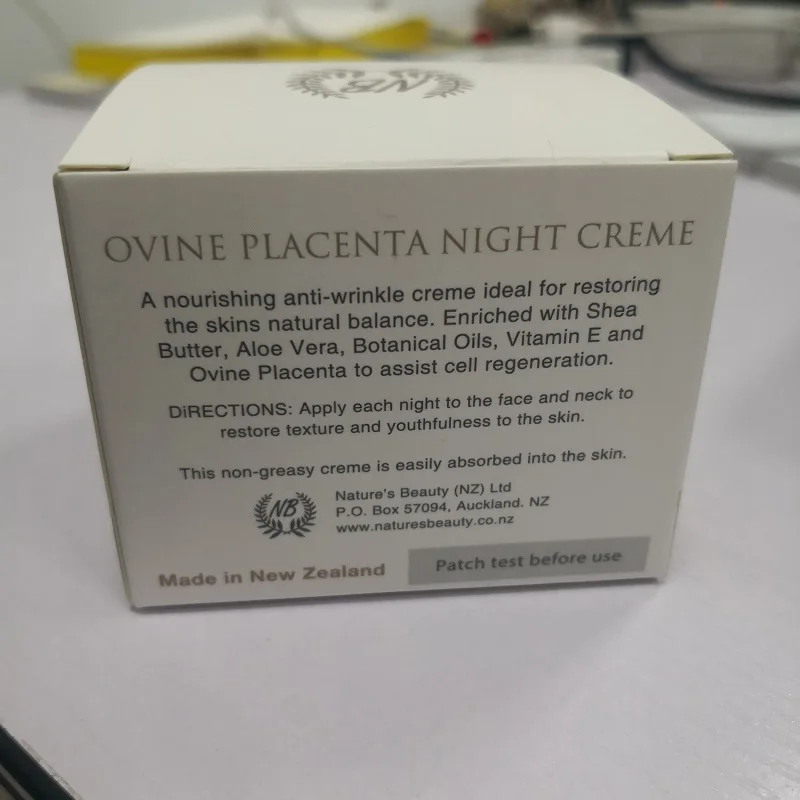 NB
OVINE PLACENTA NIGHT CREME
A nourishing anti-wrinkle creme ideal for restoring
the skins natural balance. Enriched with Shea
Butter, Aloe Vera, Botanical Oils, Vitamin E and
Ovine Placenta to assist cell regeneration.
DiRECTIONS: Apply each night to the face and neck to
restore texture and youthfulness to the skin.
This non-greasy creme is easily absorbed into the skin.
NB
Nature's Beauty (NZ) Ltd
P.O. Box 57094, Auckland. NZ
www.naturesbeauty.co.nz
Made in New Zealand
Patch test before use